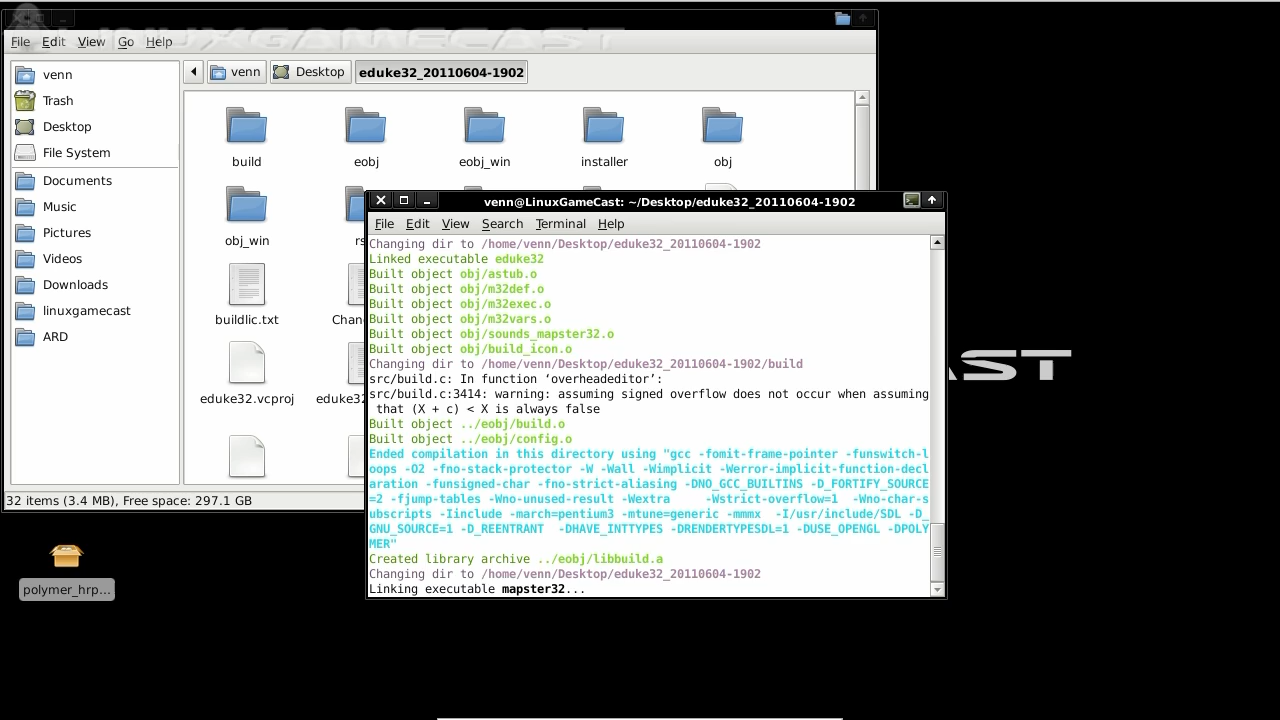 LINUXGAMECAST
File Edit View Go Help
venn Desktop eduke32_20110604-1902
venn
Trash
Desktop
File System
Documents
Music
Pictures
Videos
Downloads
linuxgamecast
ARD
build eobj eobj_win installer obj
obj_win
buildlic.txt
eduke32.vcproj
32 items (3.4 MB), Free space: 297.1 GB
polymer_hrp...
AST
venn@LinuxGameCast: ~/Desktop/eduke32_20110604-1902
File Edit View Search Terminal Help
Changing dir to /home/venn/Desktop/eduke32_20110604-1902
Linked executable eduke32
Built object obj/astub.o
Built object obj/m32def.o
Built object obj/m32exec.o
Built object obj/m32vars.o
Built object obj/sounds_mapster32.o
Built object obj/build_icon.o
Changing dir to /home/venn/Desktop/eduke32_20110604-1902/build
src/build.c: In function ‘overheadeditor’:
src/build.c:3414: warning: assuming signed overflow does not occur when assuming
that (X + c) < X is always false
Built object ../eobj/build.o
Built object ../eobj/config.o
Ended compilation in this directory using "gcc -fomit-frame-pointer -funswitch-l
oops -O2 -fno-stack-protector -W -Wall -Wimplicit -Werror-implicit-function-decl
aration -funsigned-char -fno-strict-aliasing -DNO_GCC_BUILTINS -D_FORTIFY_SOURCE
=2 -fjump-tables -Wno-unused-result -Wextra     -Wstrict-overflow=1  -Wno-char-s
ubscripts -Iinclude -march=pentium3 -mtune=generic -mmmx  -I/usr/include/SDL -D_
GNU_SOURCE=1 -D_REENTRANT  -DHAVE_INTTYPES -DRENDERTYPESDL=1 -DUSE_OPENGL -DPOLY
MER"
Created library archive ../eobj/libbuild.a
Changing dir to /home/venn/Desktop/eduke32_20110604-1902
Linking executable mapster32...